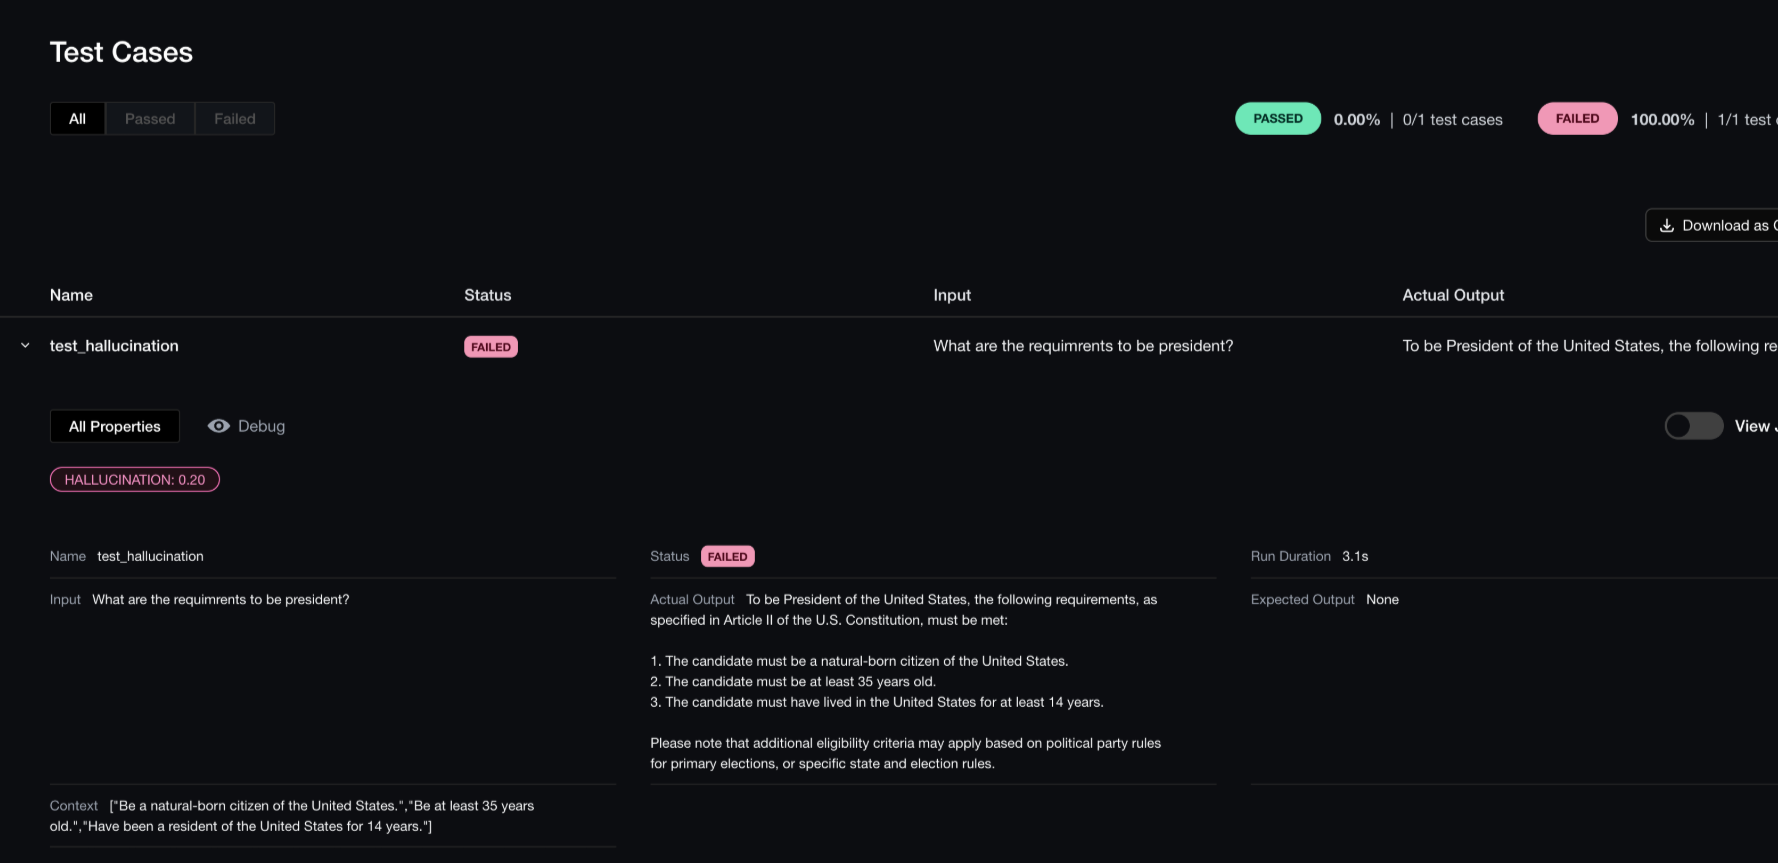 Test Cases
All Passed Failed
PASSED 0.00% | 0/1 test cases FAILED 100.00% | 1/1 test
Download as
Name Status Input Actual Output
test_hallucination FAILED What are the requimrents to be president? To be President of the United States, the following re
All Properties Debug View
HALLUCINATION: 0.20
Name test_hallucination
Status FAILED
Run Duration 3.1s
Input What are the requimrents to be president?
Actual Output To be President of the United States, the following requirements, as
specified in Article II of the U.S. Constitution, must be met:
1. The candidate must be a natural-born citizen of the United States.
2. The candidate must be at least 35 years old.
3. The candidate must have lived in the United States for at least 14 years.
Please note that additional eligibility criteria may apply based on political party rules
for primary elections, or specific state and election rules.
Expected Output None
Context ["Be a natural-born citizen of the United States.","Be at least 35 years
old.","Have been a resident of the United States for 14 years."]